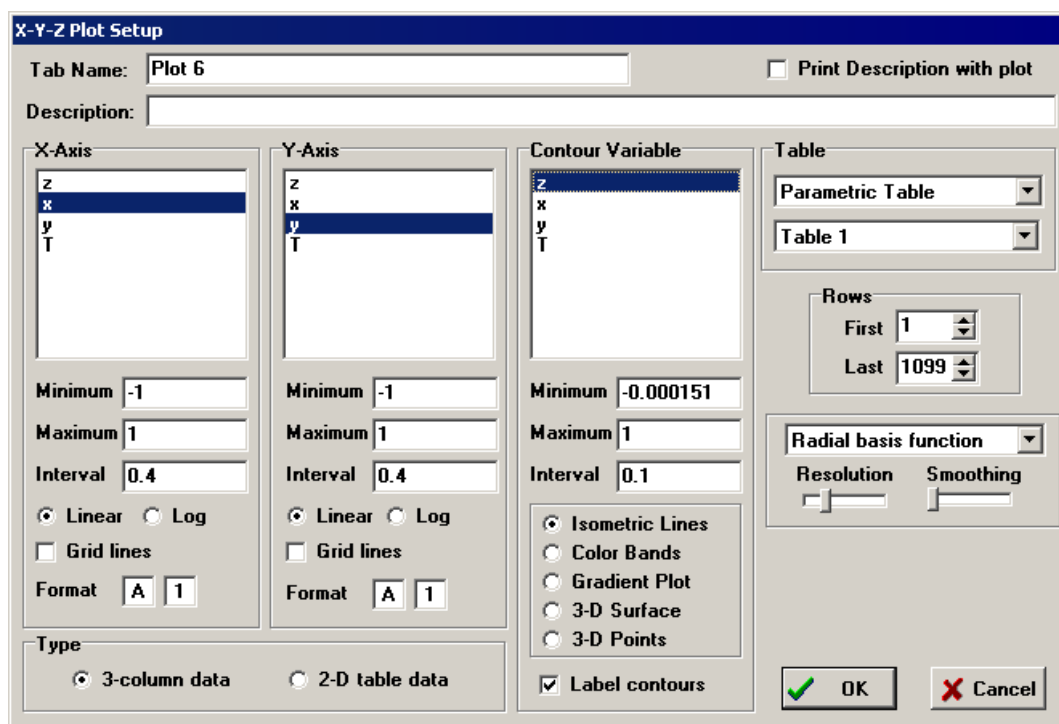 X-Y-Z Plot Setup
Tab Name: Plot 6
Print Description with plot
Description:
X-Axis
z
x
y
T
Minimum -1
Maximum 1
Interval 0.4
Linear Log
Grid lines
Format A 1
Y-Axis
z
x
y
T
Minimum -1
Maximum 1
Interval 0.4
Linear Log
Grid lines
Format A 1
Type
3-column data 2-D table data
Contour Variable
z
x
y
T
Minimum -0.000151
Maximum 1
Interval 0.1
Isometric Lines
Color Bands
Gradient Plot
3-D Surface
3-D Points
Label contours
Table
Parametric Table
Table 1
Rows
First 1
Last 1099
Radial basis function
Resolution Smoothing
OK Cancel